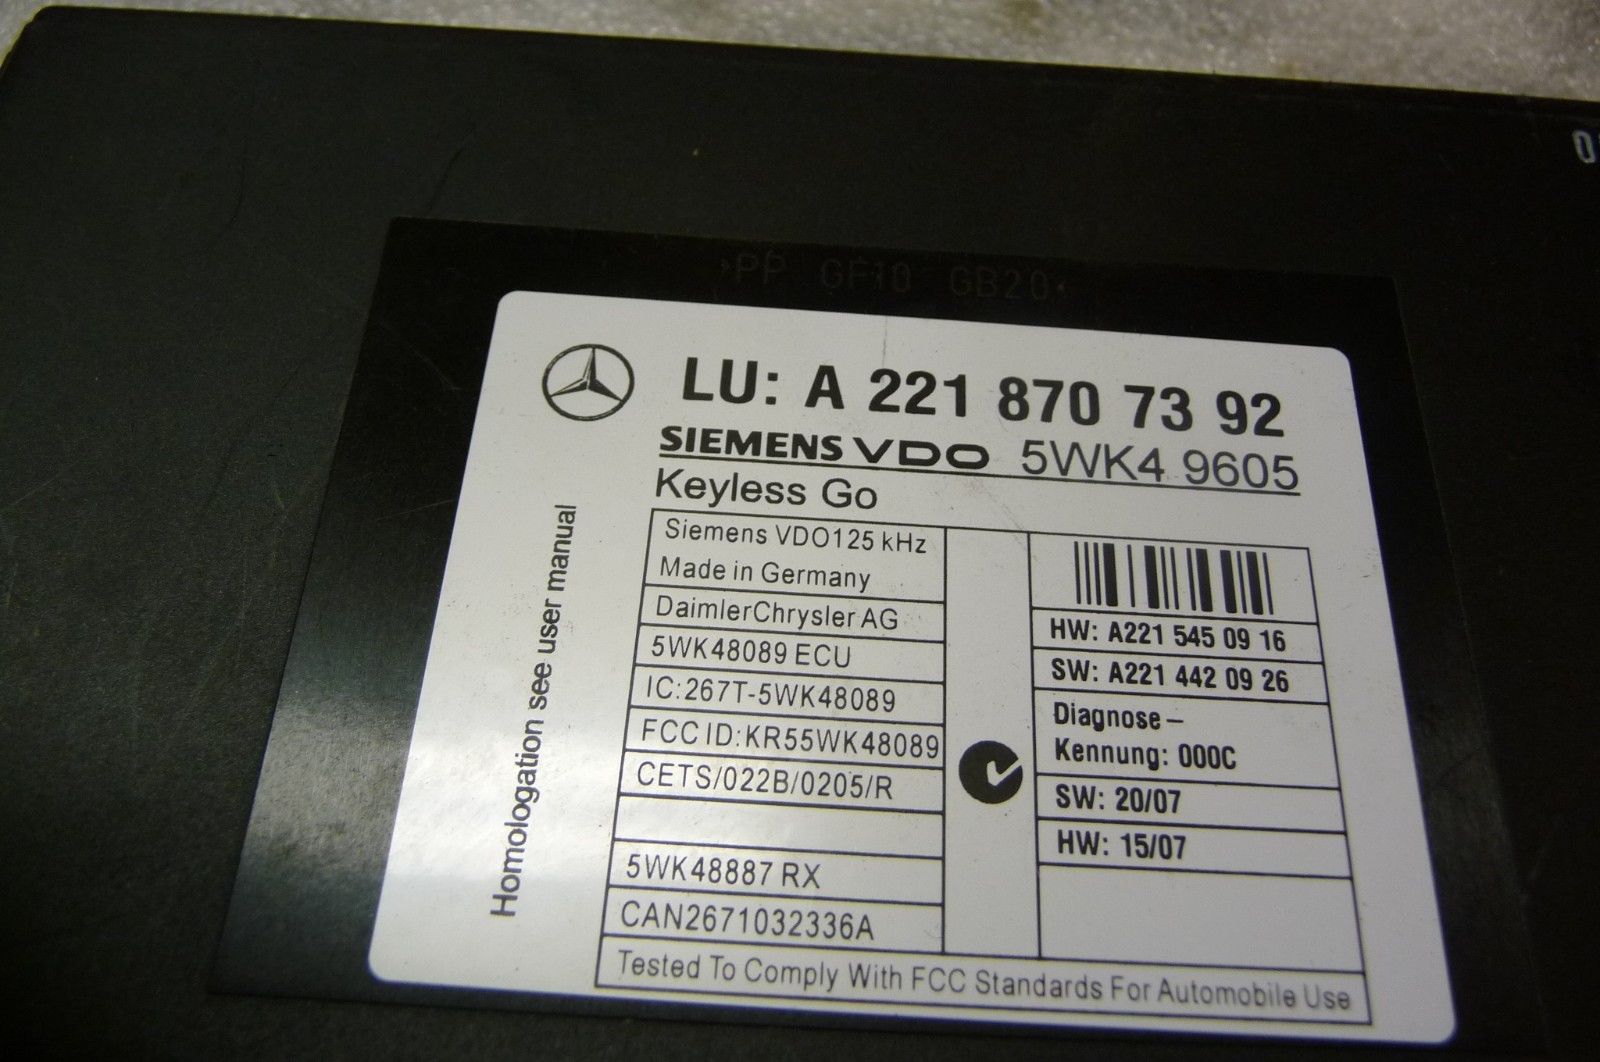 PP GF10 GB20
LU: A 221 870 73 92
SIEMENS VDO 5WK4 9605
Keyless Go
Homologation see user manual
Siemens VDO125 kHz
Made in Germany
DaimlerChrysler AG
5WK48089 ECU
IC:267T-5WK48089
FCC ID:KR55WK48089
CETS/022B/0205/R
5WK48887 RX
CAN2671032336A
HW: A221 545 09 16
SW: A221 442 09 26
Diagnose –
Kennung: 000C
SW: 20/07
HW: 15/07
Tested To Comply With FCC Standards For Automobile Use